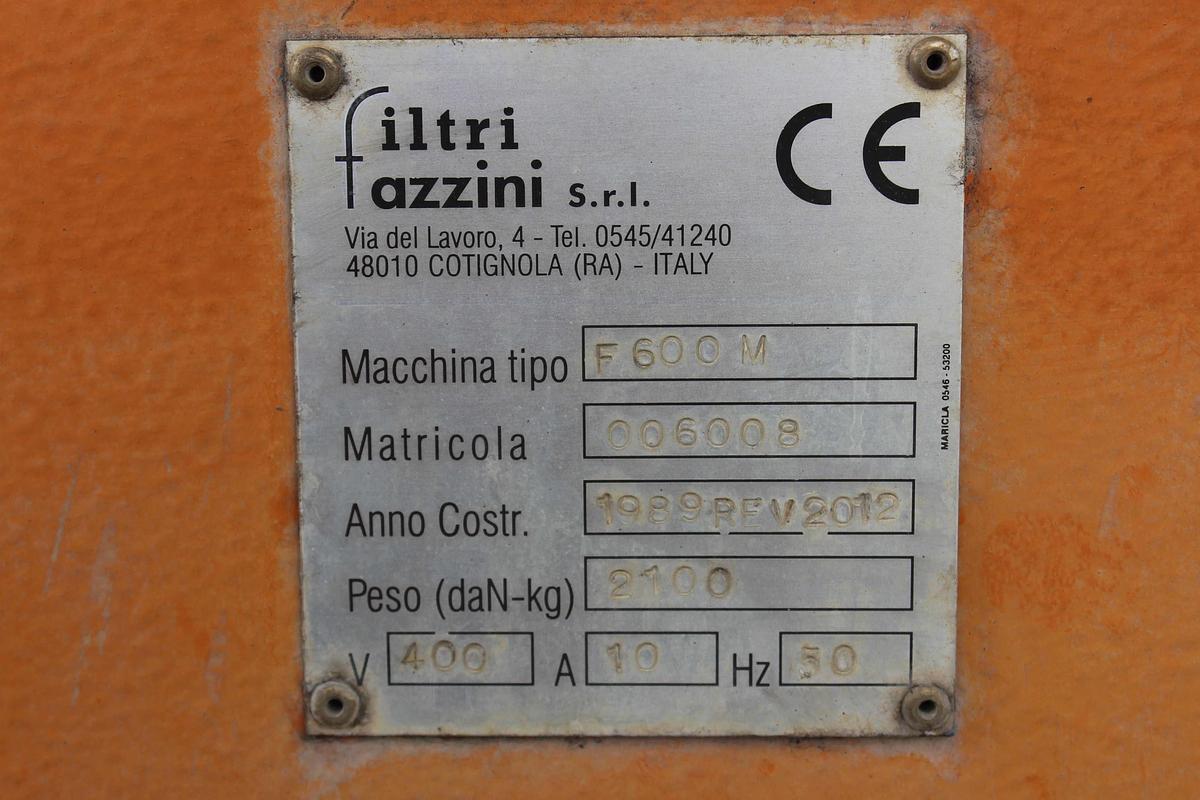 filtri
fazzini s.r.l.
CE
Via del Lavoro, 4 - Tel. 0545/41240
48010 COTIGNOLA (RA) - ITALY
Macchina tipo F 600 M
Matricola 006008
Anno Costr. 1989 REV 2012
Peso (daN-kg) 2100
V 400 A 10 Hz 50
MARICLA 0546 - 53200